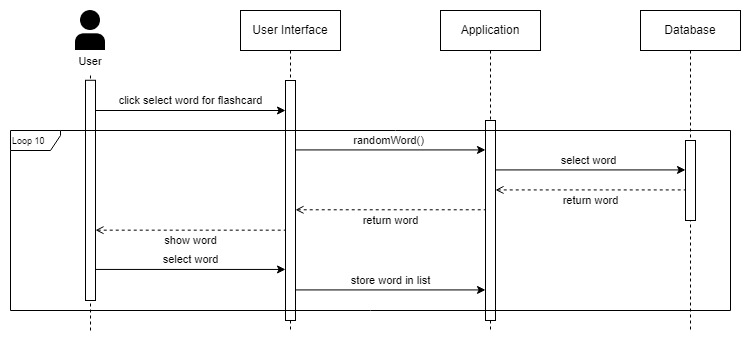 User Interface
Application
Database
User
click select word for flashcard
Loop 10
randomWord()
select word
return word
return word
show word
select word
store word in list